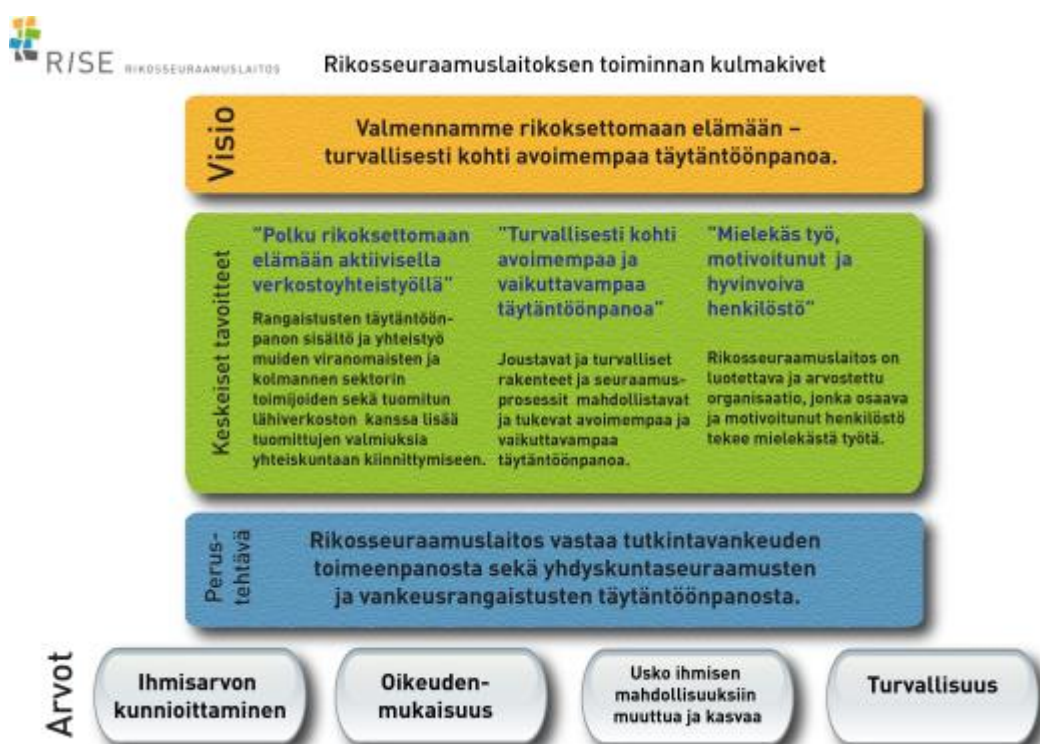 RISE RIKOSSEURAAMUSLAITOS
Rikosseuraamuslaitoksen toiminnan kulmakivet
Visio
Valmennamme rikoksettomaan elämään –
turvallisesti kohti avoimempaa täytäntöönpanoa.
Keskeiset tavoitteet
"Polku rikoksettomaan
elämään aktiivisella
verkostoyhteistyöllä"
Rangaistusten täytäntöön-
panon sisältö ja yhteistyö
muiden viranomaisten ja
kolmannen sektorin
toimijoiden sekä tuomitun
lähiverkoston kanssa lisää
tuomittujen valmiuksia
yhteiskuntaan kiinnittymiseen.
"Turvallisesti kohti
avoimempaa ja
vaikuttavampaa
täytäntöönpanoa"
Joustavat ja turvalliset
rakenteet ja seuraamus-
prosessit mahdollistavat
ja tukevat avoimempaa ja
vaikuttavampaa
täytäntöönpanoa.
"Mielekäs työ,
motivoitunut ja
hyvinvoiva
henkilöstö"
Rikosseuraamuslaitos on
luotettava ja arvostettu
organisaatio, jonka osaava
ja motivoitunut henkilöstö
tekee mielekästä työtä.
Perus-
tehtävä
Rikosseuraamuslaitos vastaa tutkintavankeuden
toimeenpanosta sekä yhdyskuntaseuraamusten
ja vankeusrangaistusten täytäntöönpanosta.
Arvot
Ihmisarvon
kunnioittaminen
Oikeuden-
mukaisuus
Usko ihmisen
mahdollisuuksiin
muuttua ja kasvaa
Turvallisuus